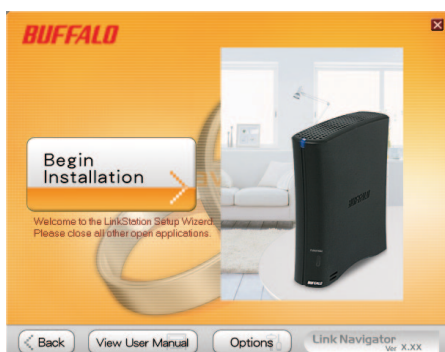 BUFFALO
Begin
Installation
Welcome to the LinkStation Setup Wizard.
Please close all other open applications.
BUFFALO
BUFFALO
Back
View User Manual
Options
Link Navigator
Ver X.XX